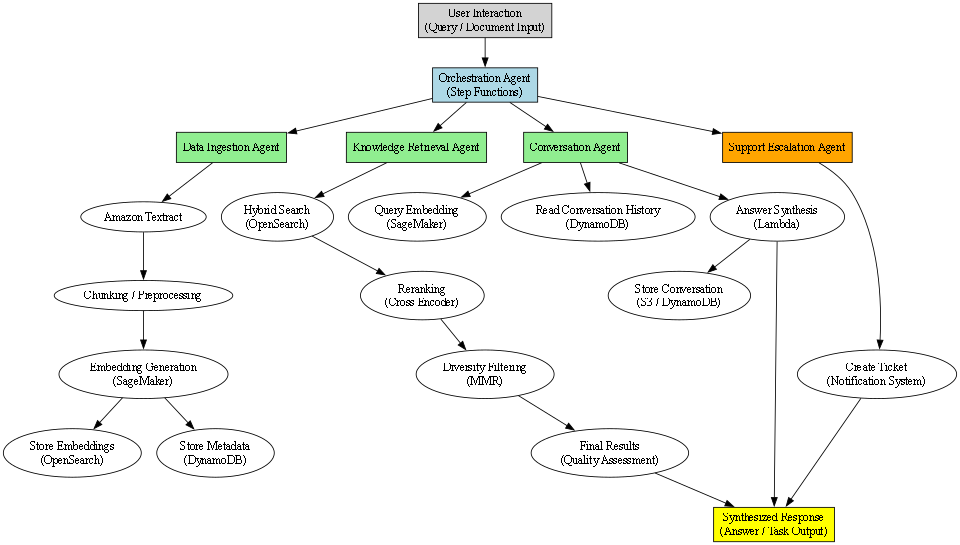 User Interaction
(Query / Document Input)
Orchestration Agent
(Step Functions)
Data Ingestion Agent
Knowledge Retrieval Agent
Conversation Agent
Support Escalation Agent
Amazon Textract
Hybrid Search
(OpenSearch)
Query Embedding
(SageMaker)
Read Conversation History
(DynamoDB)
Answer Synthesis
(Lambda)
Chunking / Preprocessing
Reranking
(Cross Encoder)
Store Conversation
(S3 / DynamoDB)
Embedding Generation
(SageMaker)
Diversity Filtering
(MMR)
Create Ticket
(Notification System)
Store Embeddings
(OpenSearch)
Store Metadata
(DynamoDB)
Final Results
(Quality Assessment)
Synthesized Response
(Answer / Task Output)